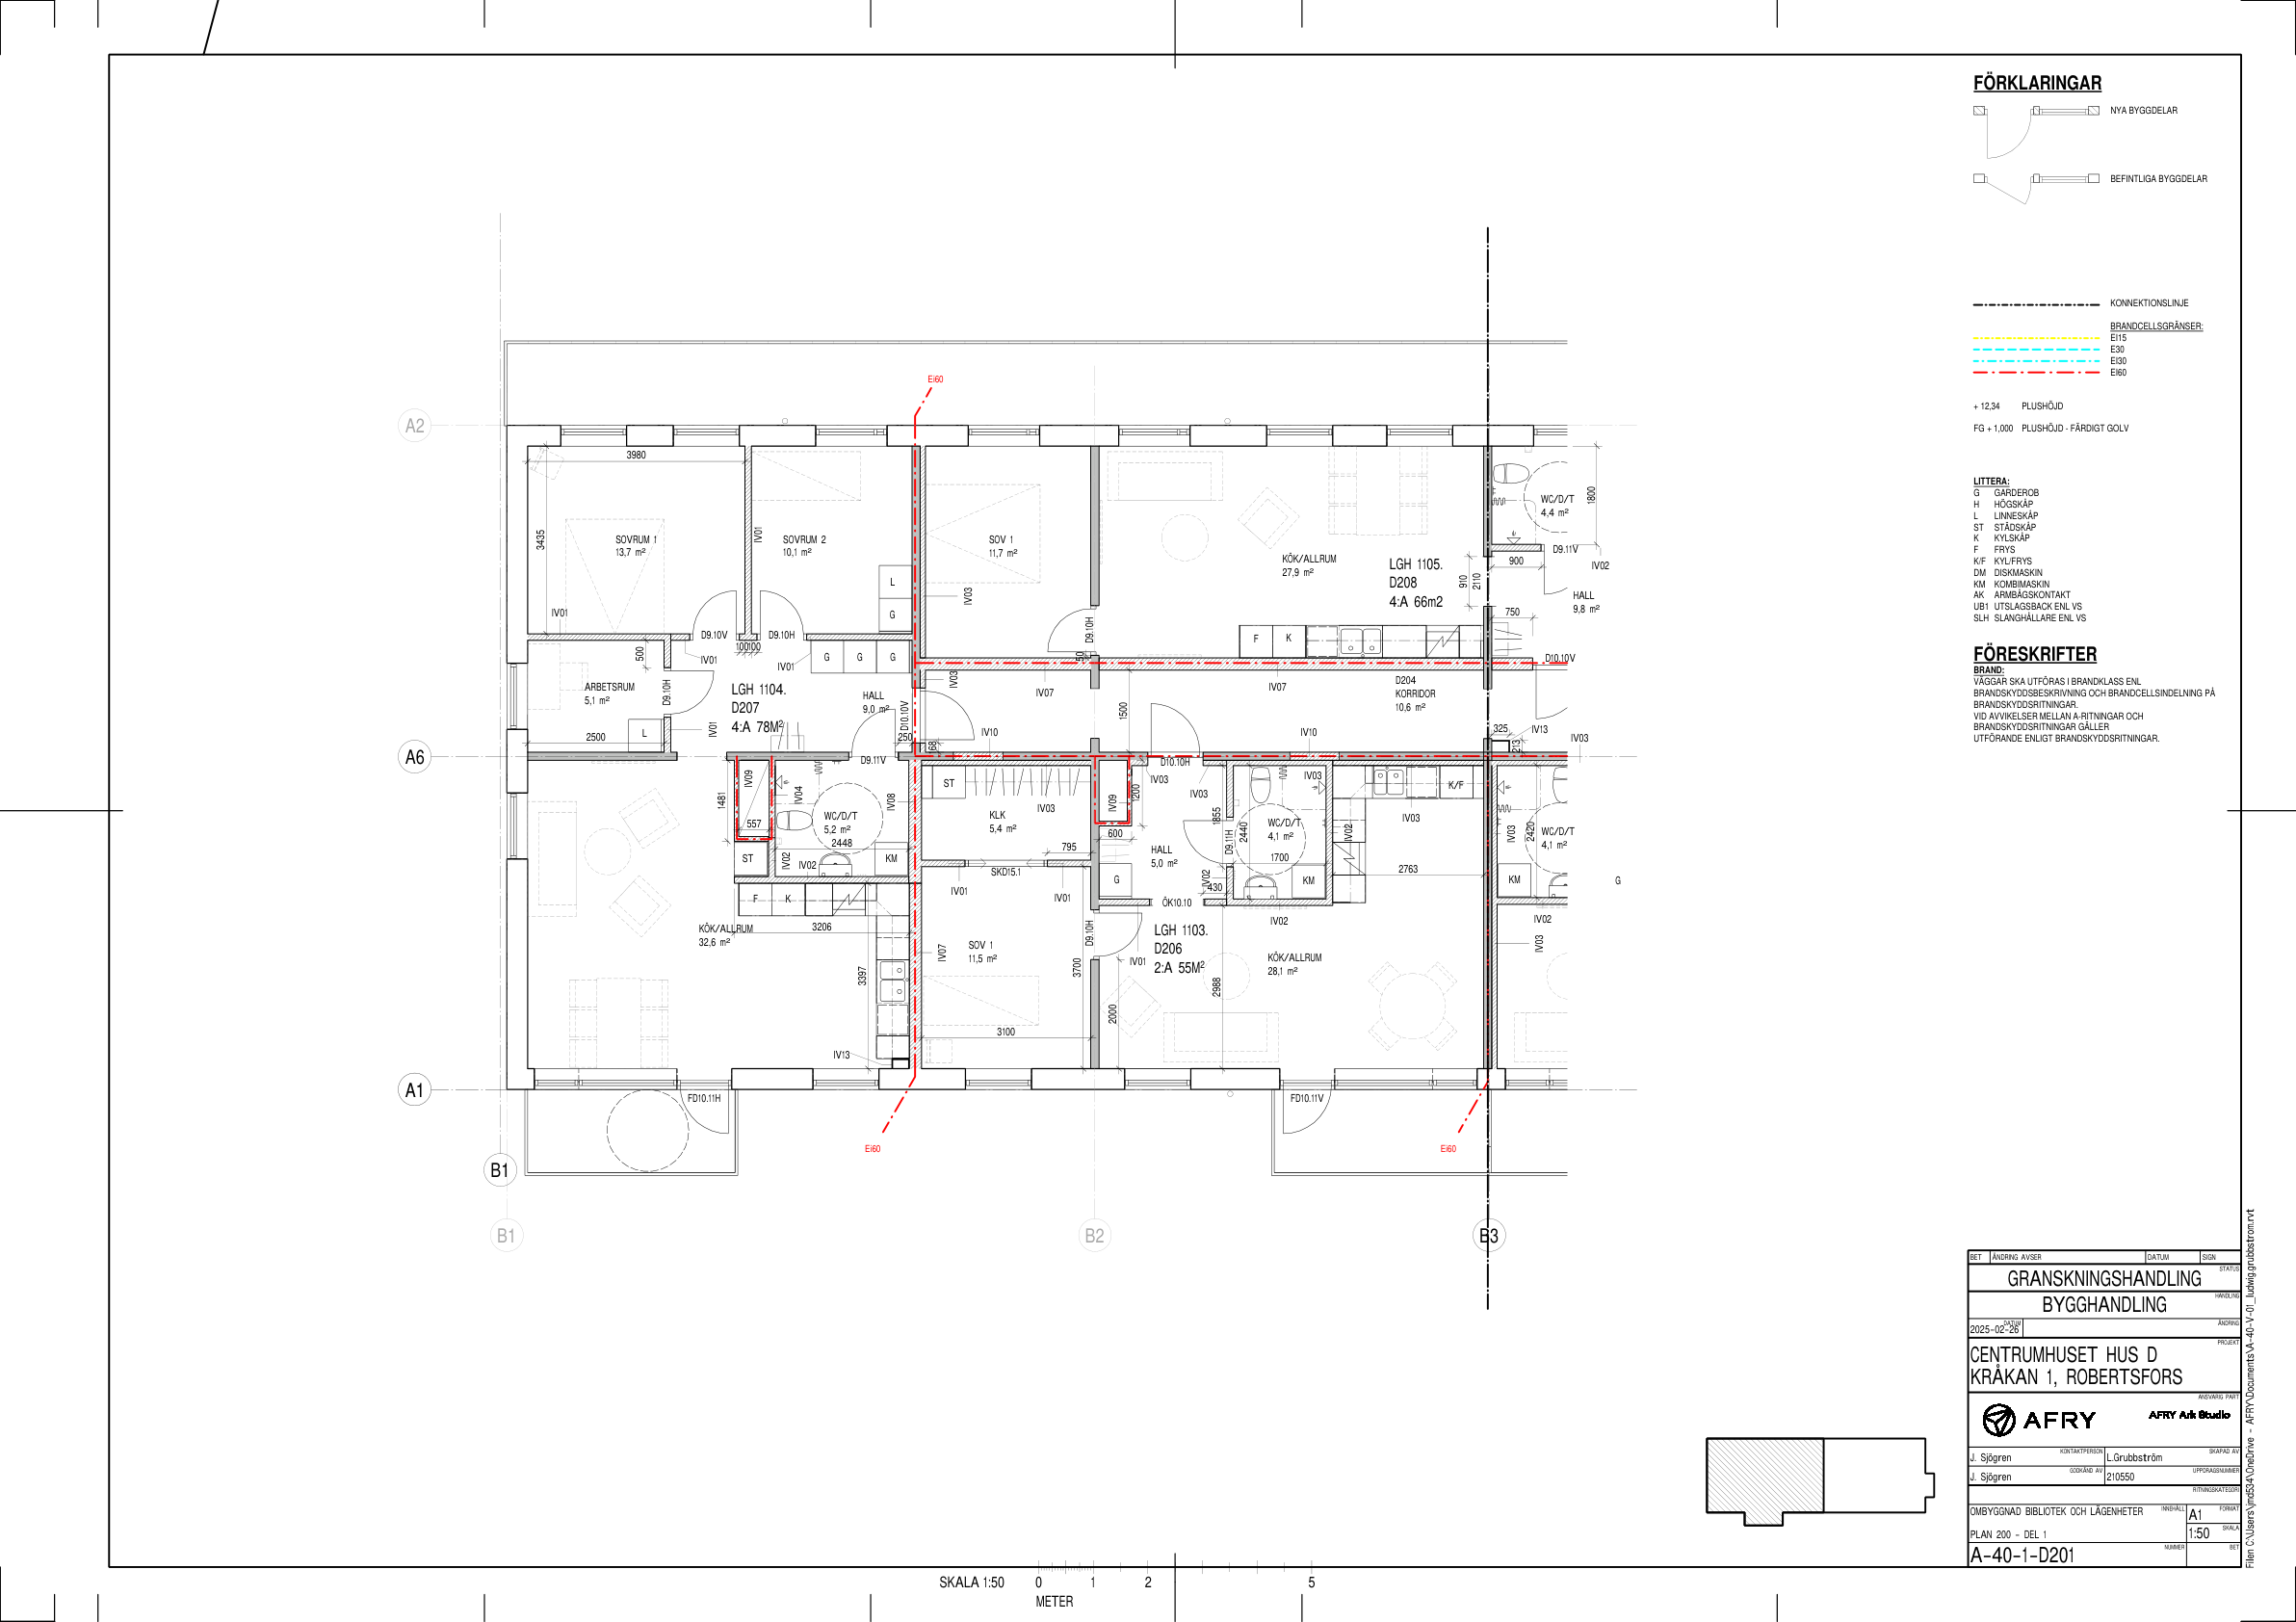 FÖRKLARINGAR
NYA BYGGDELAR
BEFINTLIGA BYGGDELAR
KONNEKTIONSLINJE
BRANDCELLSGRÄNSER:
EI15
E30
EI30
EI60
+ 12,34 PLUSHÖJD
FG + 1,000 PLUSHÖJD - FÄRDIGT GOLV
LITTERA:
G GARDEROB
H HÖGSKÅP
L LINNESKÅP
ST STÄDSKÅP
K KYLSKÅP
F FRYS
K/F KYL/FRYS
DM DISKMASKIN
KM KOMBIMASKIN
AK ARMBÅGSKONTAKT
UB1 UTSLAGSBACK ENL VS
SLH SLANGHÅLLARE ENL VS
FÖRESKRIFTER
BRAND:
VÄGGAR SKA UTFÖRAS I BRANDKLASS ENL
BRANDSKYDDSBESKRIVNING OCH BRANDCELLSINDELNING PÅ
BRANDSKYDDSRITNINGAR.
VID AVVIKELSER MELLAN A-RITNINGAR OCH
BRANDSKYDDSRITNINGAR GÄLLER
UTFÖRANDE ENLIGT BRANDSKYDDSRITNINGAR.
Ei60
A2
3980
3435
SOVRUM 1
13,7 m²
IV01
IV01
SOVRUM 2
10,1 m²
L
G
SOV 1
11,7 m²
IV03
D9.10H
50
KÖK/ALLRUM
27,9 m²
LGH 1105.
D208
4:A 66m2
910
2110
F
K
WC/D/T
4,4 m²
1800
D9.11V
900
IV02
HALL
9,8 m²
750
D10.10V
D9.10V
D9.10H
100100
500
IV01
IV01
G
G
G
ARBETSRUM
5,1 m²
D9.10H
2500
L
IV01
LGH 1104.
D207
4:A 78M²
HALL
9,0 m²
D10.10V
250
68
D9.11V
IV03
IV07
IV10
1500
IV07
IV10
D204
KORRIDOR
10,6 m²
325
213
IV13
IV03
A6
IV09
1481
557
ST
IV04
WC/D/T
5,2 m²
2448
IV08
IV02
IV02
KM
ST
KLK
5,4 m²
IV03
795
SKD15.1
IV01
IV01
IV09
1200
600
G
IV03
D10.10H
IV03
HALL
5,0 m²
1855
D9.11H
2440
IV02
430
ÖK10.10
WC/D/T
4,1 m²
1700
KM
IV03
IV02
IV02
K/F
IV03
2763
IV03
2420
WC/D/T
4,1 m²
KM
G
IV02
IV03
F
K
KÖK/ALLRUM
32,6 m²
3206
3397
IV13
IV07
SOV 1
11,5 m²
3100
3700
D9.10H
IV01
2000
LGH 1103.
D206
2:A 55M²
2988
KÖK/ALLRUM
28,1 m²
A1
FD10.11H
FD10.11V
Ei60
Ei60
B1
B1
B2
B3
SKALA 1:50
0
1
2
5
METER
BET
ÄNDRING AVSER
DATUM
SIGN
STATUS
GRANSKNINGSHANDLING
HANDLING
BYGGHANDLING
DATUM
ÄNDRING
2025-02-26
PROJEKT
CENTRUMHUSET HUS D
KRÅKAN 1, ROBERTSFORS
ANSVARIG PART
AFRY
AFRY Ark Studio
KONTAKTPERSON
SKAPAD AV
J. Sjögren
L.Grubbström
GODKÄND AV
UPPDRAGSNUMMER
J. Sjögren
210550
RITNINGSKATEGORI
OMBYGGNAD BIBLIOTEK OCH LÄGENHETER
INNEHÅLL
FORMAT
A1
PLAN 200 - DEL 1
SKALA
1:50
NUMMER
BET
A-40-1-D201
Filen C:\Users\jnd534\OneDrive - AFRY\Documents\A-40-V-01_ludwig.grubbstrom.rvt